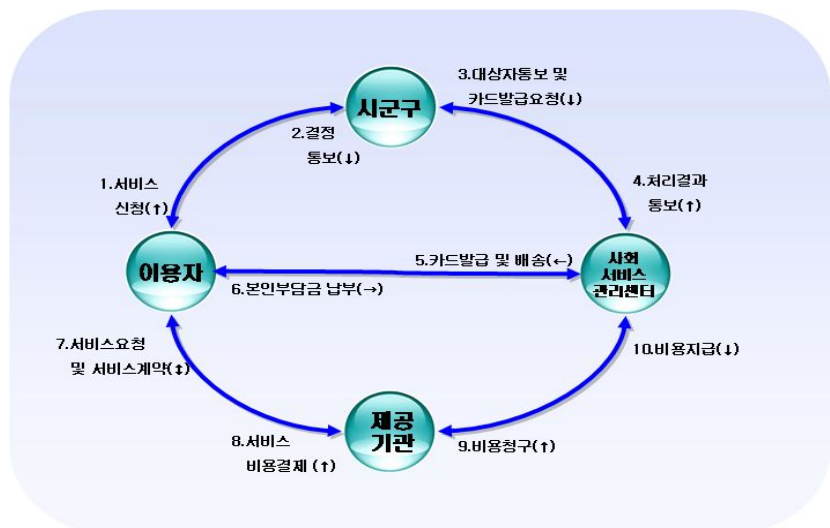 3.대상자통보 및
카드발급요청(↓)
시군구
2.결정
통보(↓)
1.서비스
신청(↑)
4.처리결과
통보(↑)
이용자
5.카드발급 및 배송(←)
6.본인부담금 납부(→)
사회
서비스
관리센터
7.서비스요청
및 서비스계약(↕)
10.비용지급(↓)
제공
기관
8.서비스
비용결제 (↑)
9.비용청구(↑)